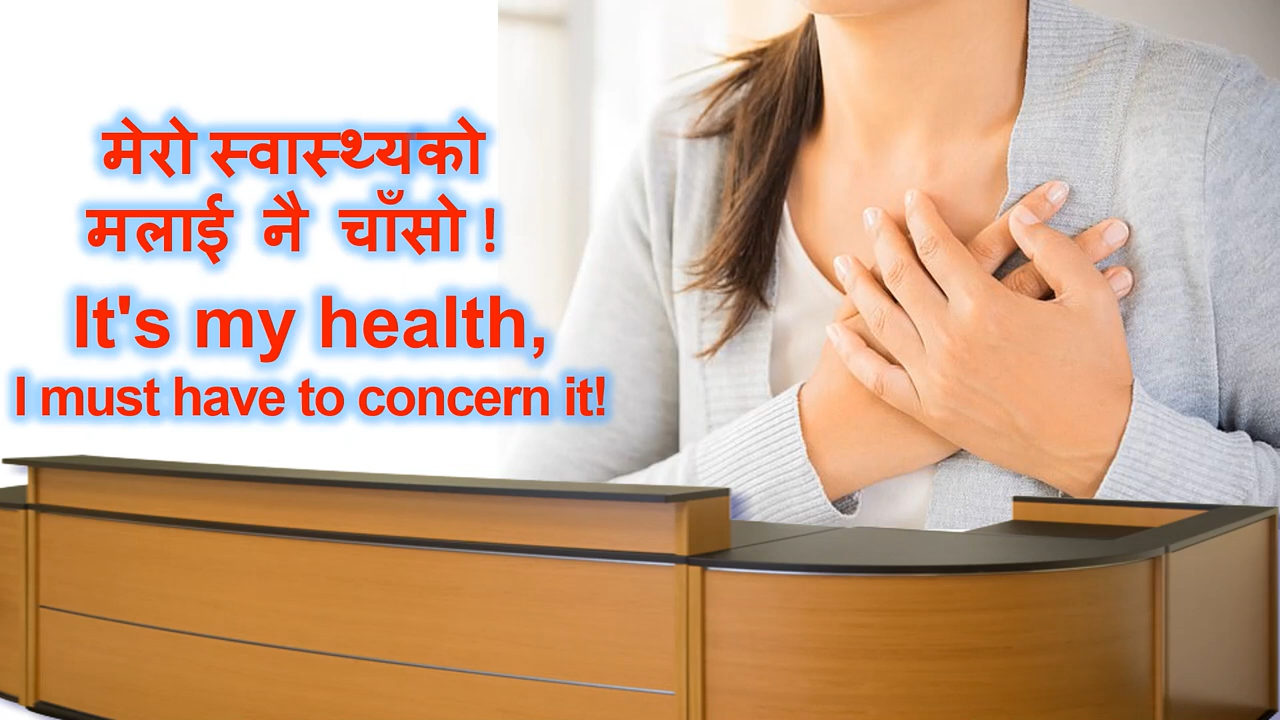 मेरो स्वास्थ्यको
मलाई नै चाँसो !
It's my health,
I must have to concern it!